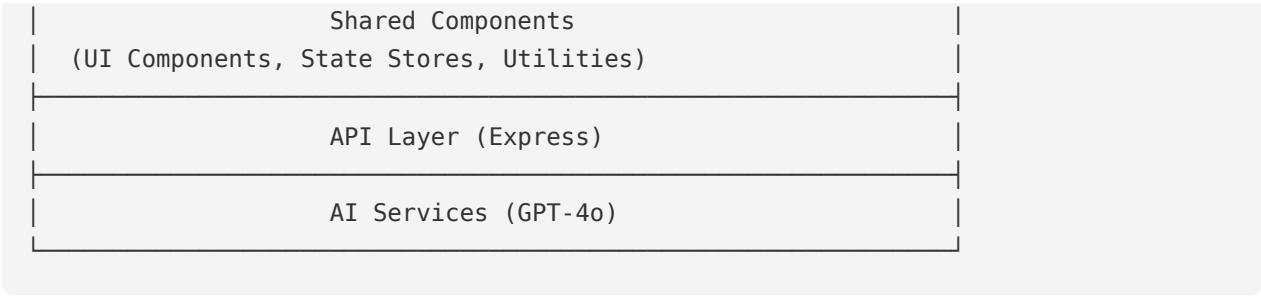 Shared Components
(UI Components, State Stores, Utilities)
API Layer (Express)
AI Services (GPT-4o)